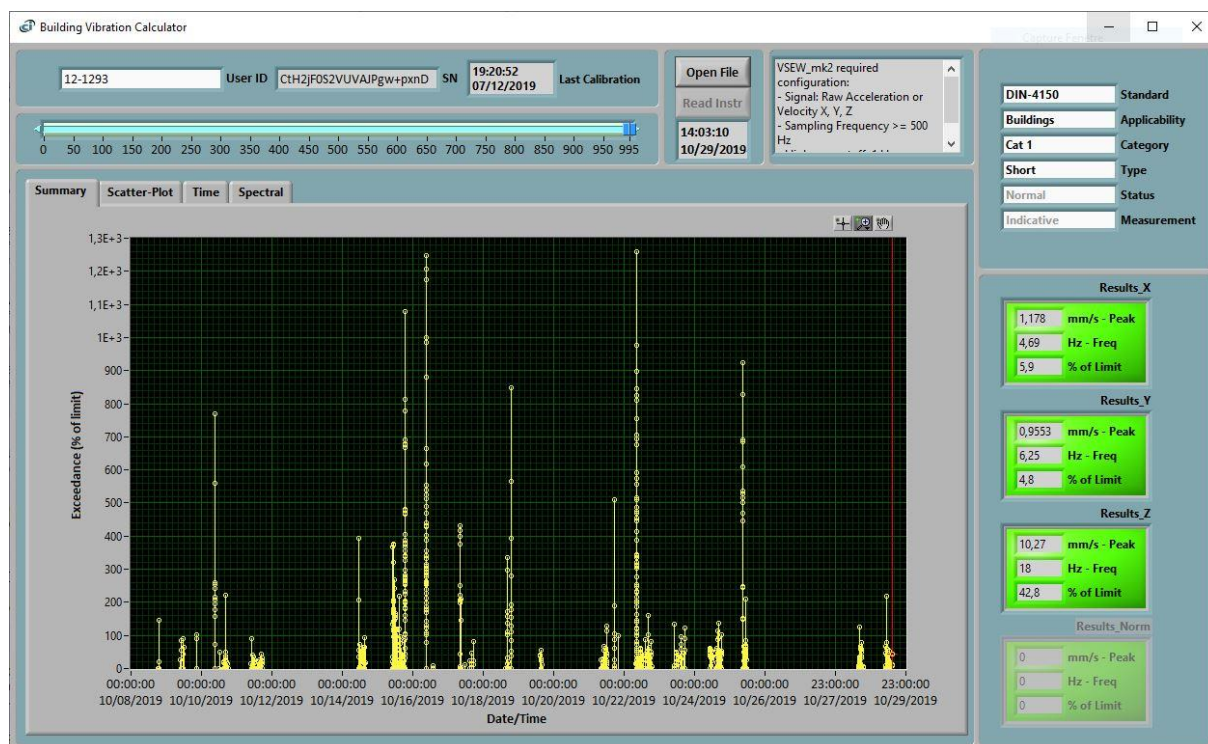 Building Vibration Calculator
12-1293 User ID CtH2jF0S2VUVAJPgw+pxnD SN 19:20:52 07/12/2019 Last Calibration
0 50 100 150 200 250 300 350 400 450 500 550 600 650 700 750 800 850 900 995
Open File
Read Instr
14:03:10
10/29/2019
VSEW_mk2 required
configuration:
- Signal: Raw Acceleration or
Velocity X, Y, Z
- Sampling Frequency >= 500
Hz
DIN-4150 Standard
Buildings Applicability
Cat 1 Category
Short Type
Normal Status
Indicative Measurement
Summary Scatter-Plot Time Spectral
Exceedance (% of limit)
1,3E+3
1,2E+3
1,1E+3
1E+3
900
800
700
600
500
400
300
200
100
0
00:00:00 00:00:00 00:00:00 00:00:00 00:00:00 00:00:00 00:00:00 00:00:00 00:00:00 00:00:00 23:00:00 23:00:00
10/08/2019 10/10/2019 10/12/2019 10/14/2019 10/16/2019 10/18/2019 10/20/2019 10/22/2019 10/24/2019 10/26/2019 10/27/2019 10/29/2019
Date/Time
Results_X
1,178 mm/s - Peak
4,69 Hz - Freq
5,9 % of Limit
Results_Y
0,9553 mm/s - Peak
6,25 Hz - Freq
4,8 % of Limit
Results_Z
10,27 mm/s - Peak
18 Hz - Freq
42,8 % of Limit
Results_Norm
0 mm/s - Peak
0 Hz - Freq
0 % of Limit